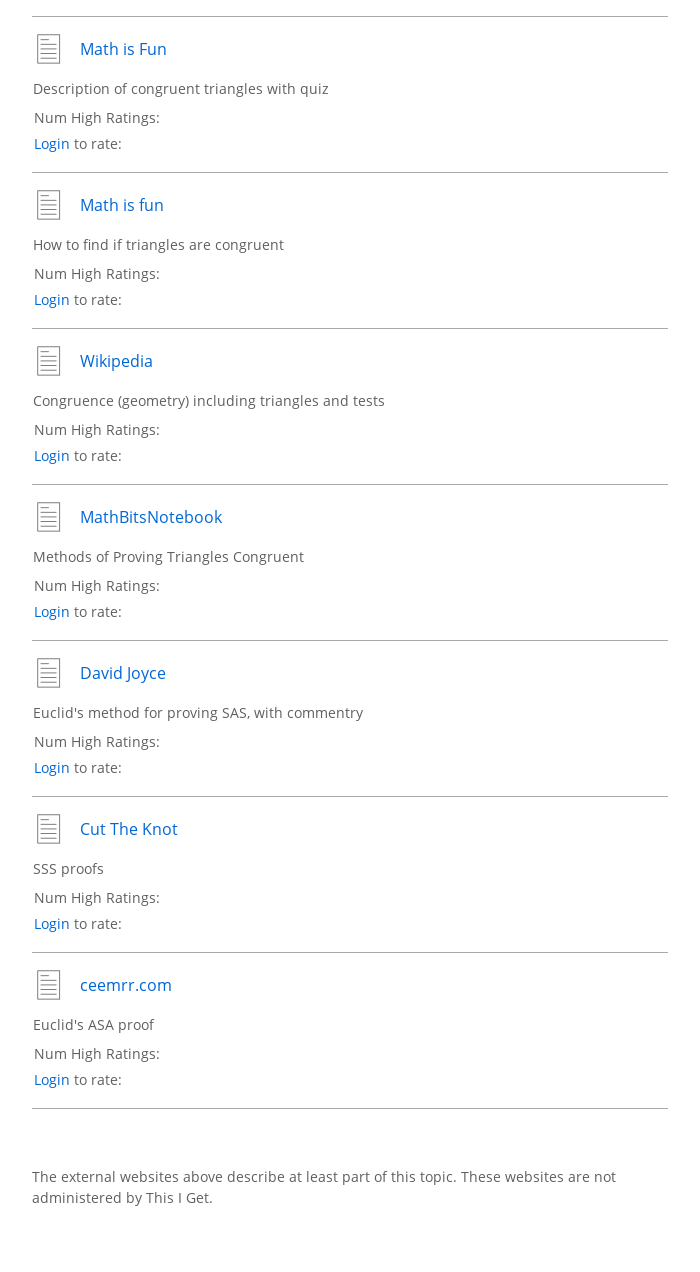 Math is Fun
Description of congruent triangles with quiz
Num High Ratings:
Login to rate:
Math is fun
How to find if triangles are congruent
Num High Ratings:
Login to rate:
Wikipedia
Congruence (geometry) including triangles and tests
Num High Ratings:
Login to rate:
MathBitsNotebook
Methods of Proving Triangles Congruent
Num High Ratings:
Login to rate:
David Joyce
Euclid's method for proving SAS, with commentry
Num High Ratings:
Login to rate:
Cut The Knot
SSS proofs
Num High Ratings:
Login to rate:
ceemrr.com
Euclid's ASA proof
Num High Ratings:
Login to rate:
The external websites above describe at least part of this topic. These websites are not
administered by This I Get.